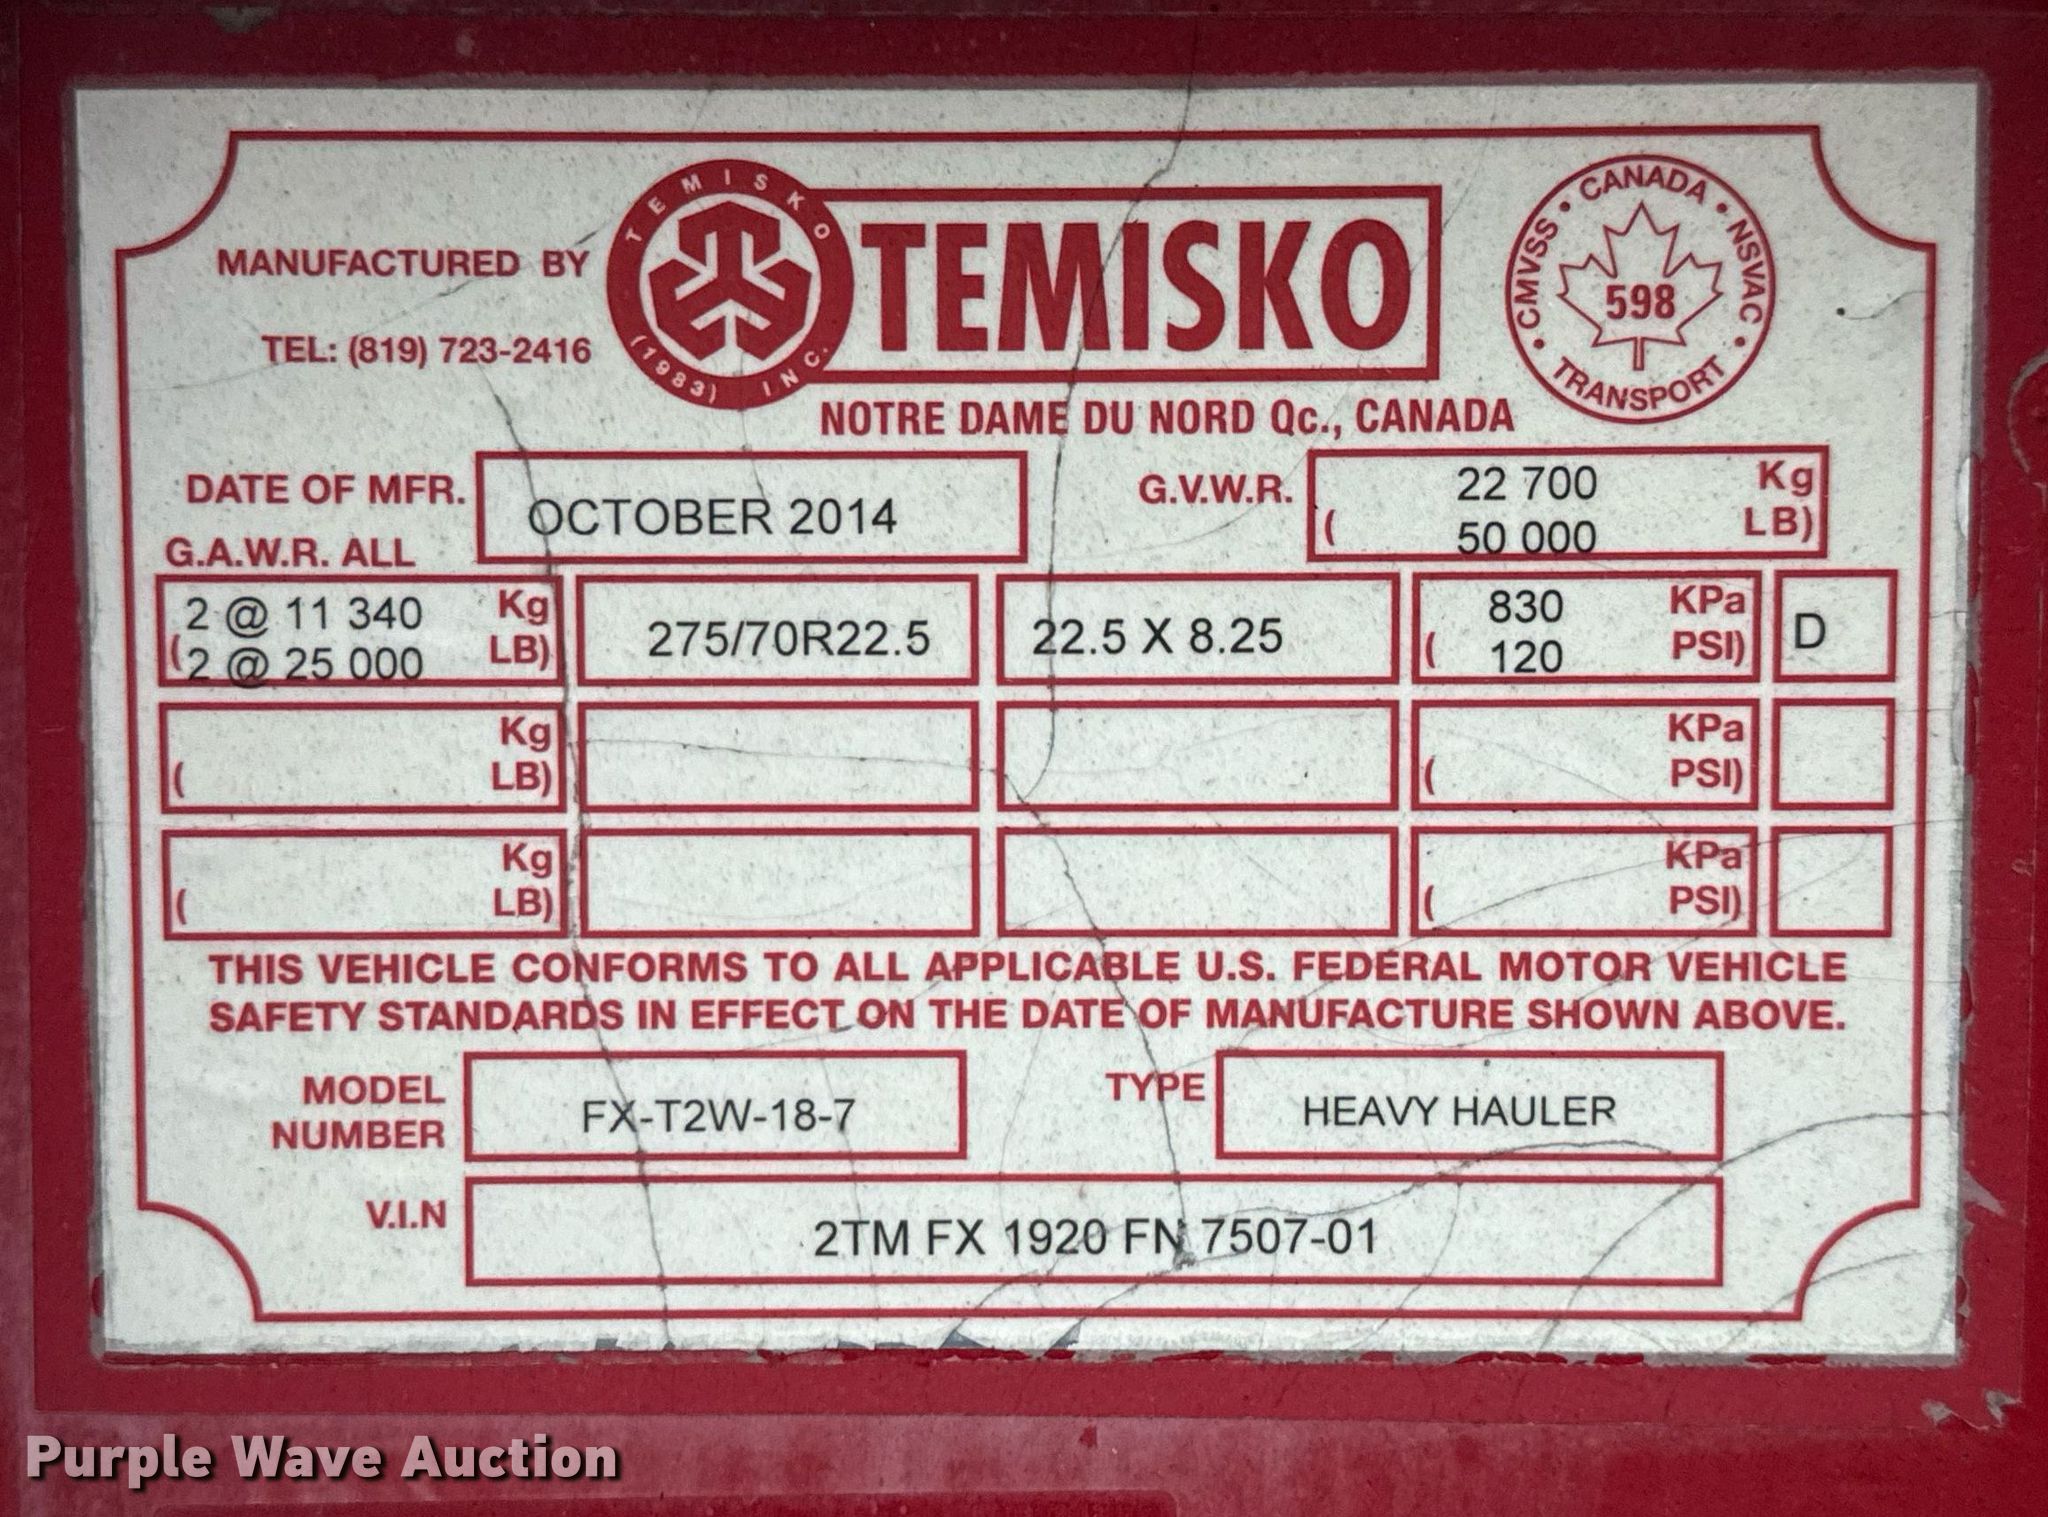 TEMISKO
(1983) INC.
MANUFACTURED BY
TEL: (819) 723-2416
TEMISKO
NOTRE DAME DU NORD Qc., CANADA
CMVSS • CANADA • NSVAC • TRANSPORT •
598
DATE OF MFR.
OCTOBER 2014
G.V.W.R.
22 700 Kg
( 50 000 LB)
G.A.W.R. ALL
2 @ 11 340 Kg
(2 @ 25 000 LB)
275/70R22.5
22.5 X 8.25
830 KPa
( 120 PSI)
D
Kg
( LB)
KPa
( PSI)
Kg
( LB)
KPa
( PSI)
THIS VEHICLE CONFORMS TO ALL APPLICABLE U.S. FEDERAL MOTOR VEHICLE
SAFETY STANDARDS IN EFFECT ON THE DATE OF MANUFACTURE SHOWN ABOVE.
MODEL
NUMBER
FX-T2W-18-7
TYPE
HEAVY HAULER
V.I.N
2TM FX 1920 FN 7507-01
Purple Wave Auction